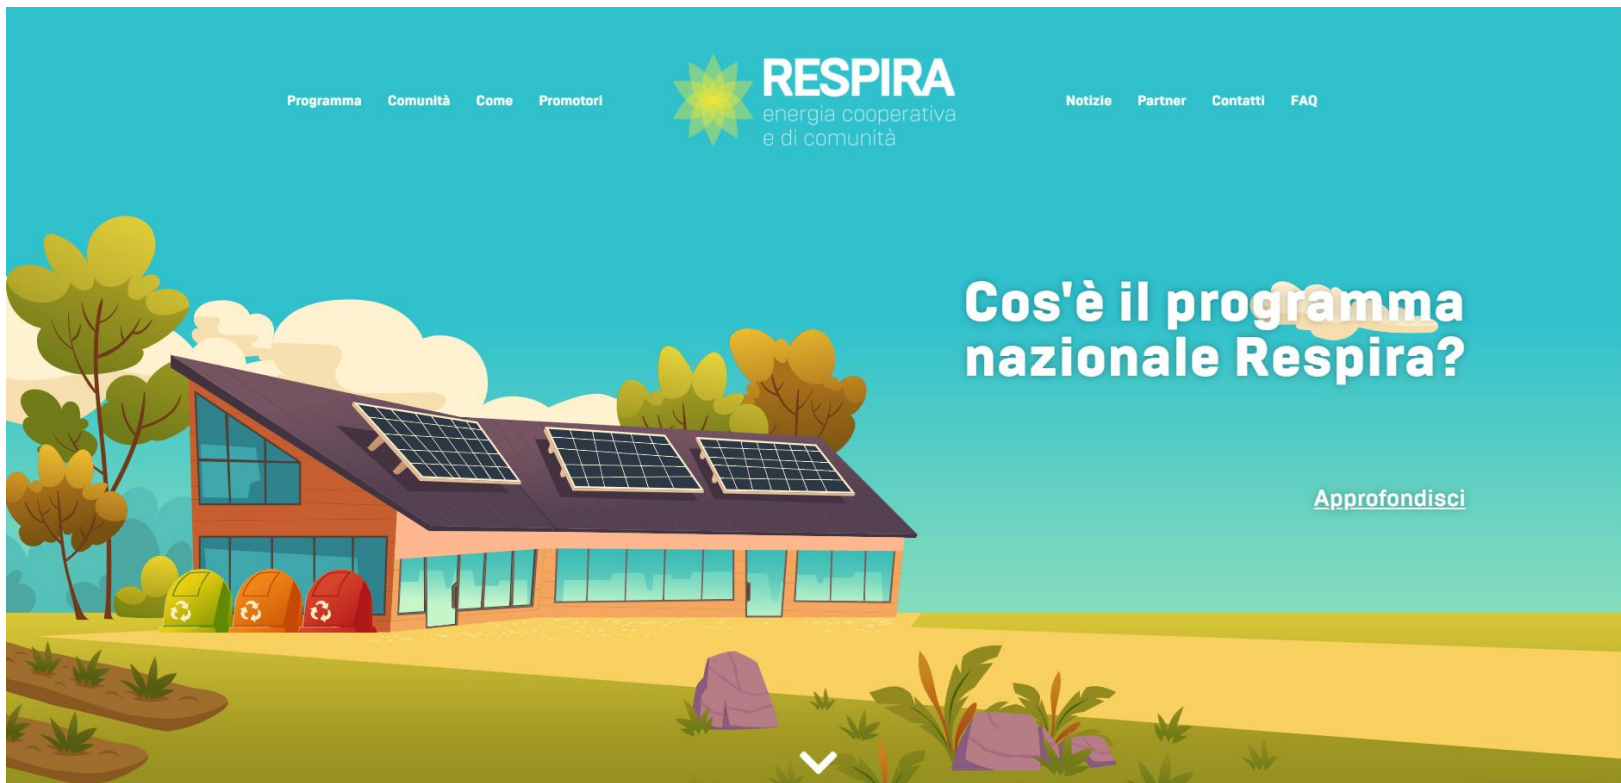 Programma Comunità Come Promotori
RESPIRA
energia cooperativa
e di comunità
Notizie Partner Contatti FAQ
Cos'è il programma
nazionale Respira?
Approfondisci